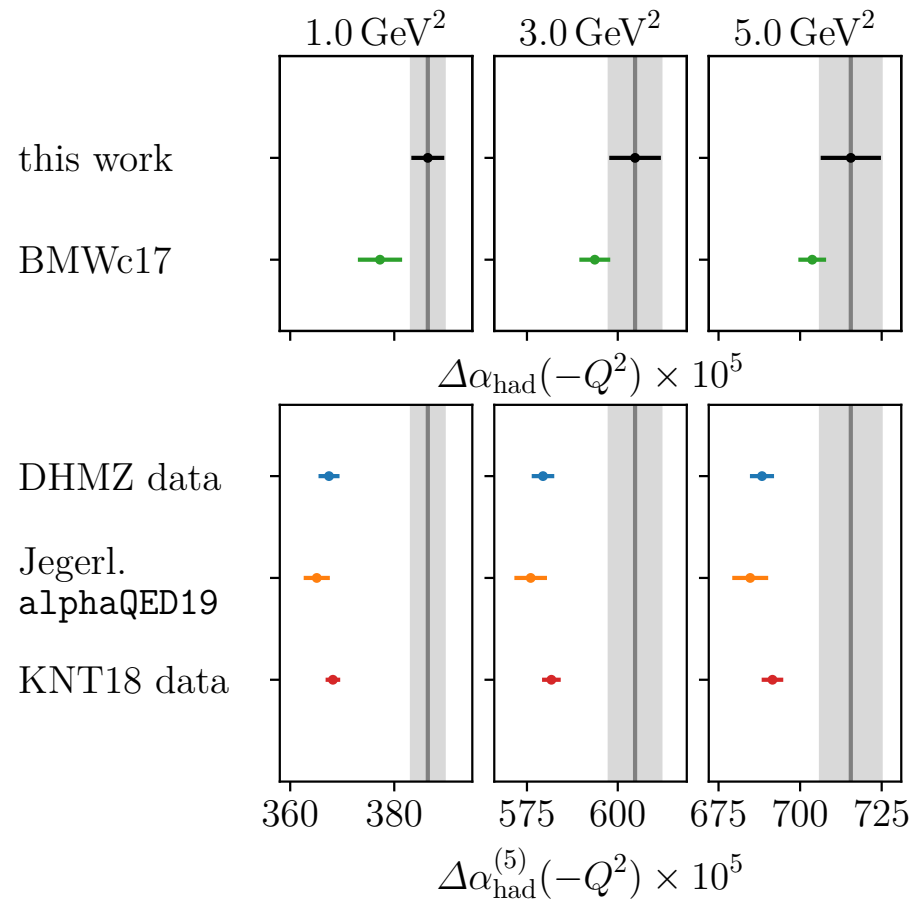 1.0 GeV² 3.0 GeV² 5.0 GeV²
this work
BMWc17
Δα_had(−Q²) × 10⁵
DHMZ data
Jegerl.
alphaQED19
KNT18 data
360 380 575 600 675 700 725
Δα_had^(5)(−Q²) × 10⁵